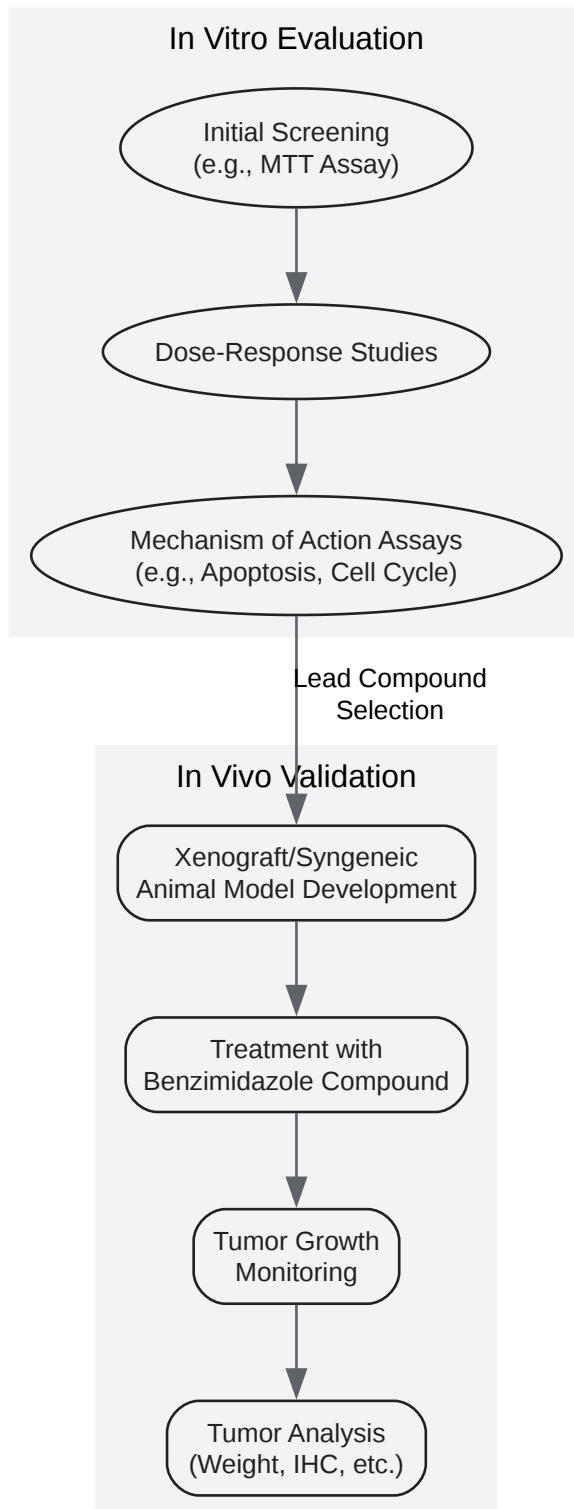 In Vitro Evaluation
Initial Screening
(e.g., MTT Assay)
Dose-Response Studies
Mechanism of Action Assays
(e.g., Apoptosis, Cell Cycle)
Lead Compound
Selection
In Vivo Validation
Xenograft/Syngeneic
Animal Model Development
Treatment with
Benzimidazole Compound
Tumor Growth
Monitoring
Tumor Analysis
(Weight, IHC, etc.)